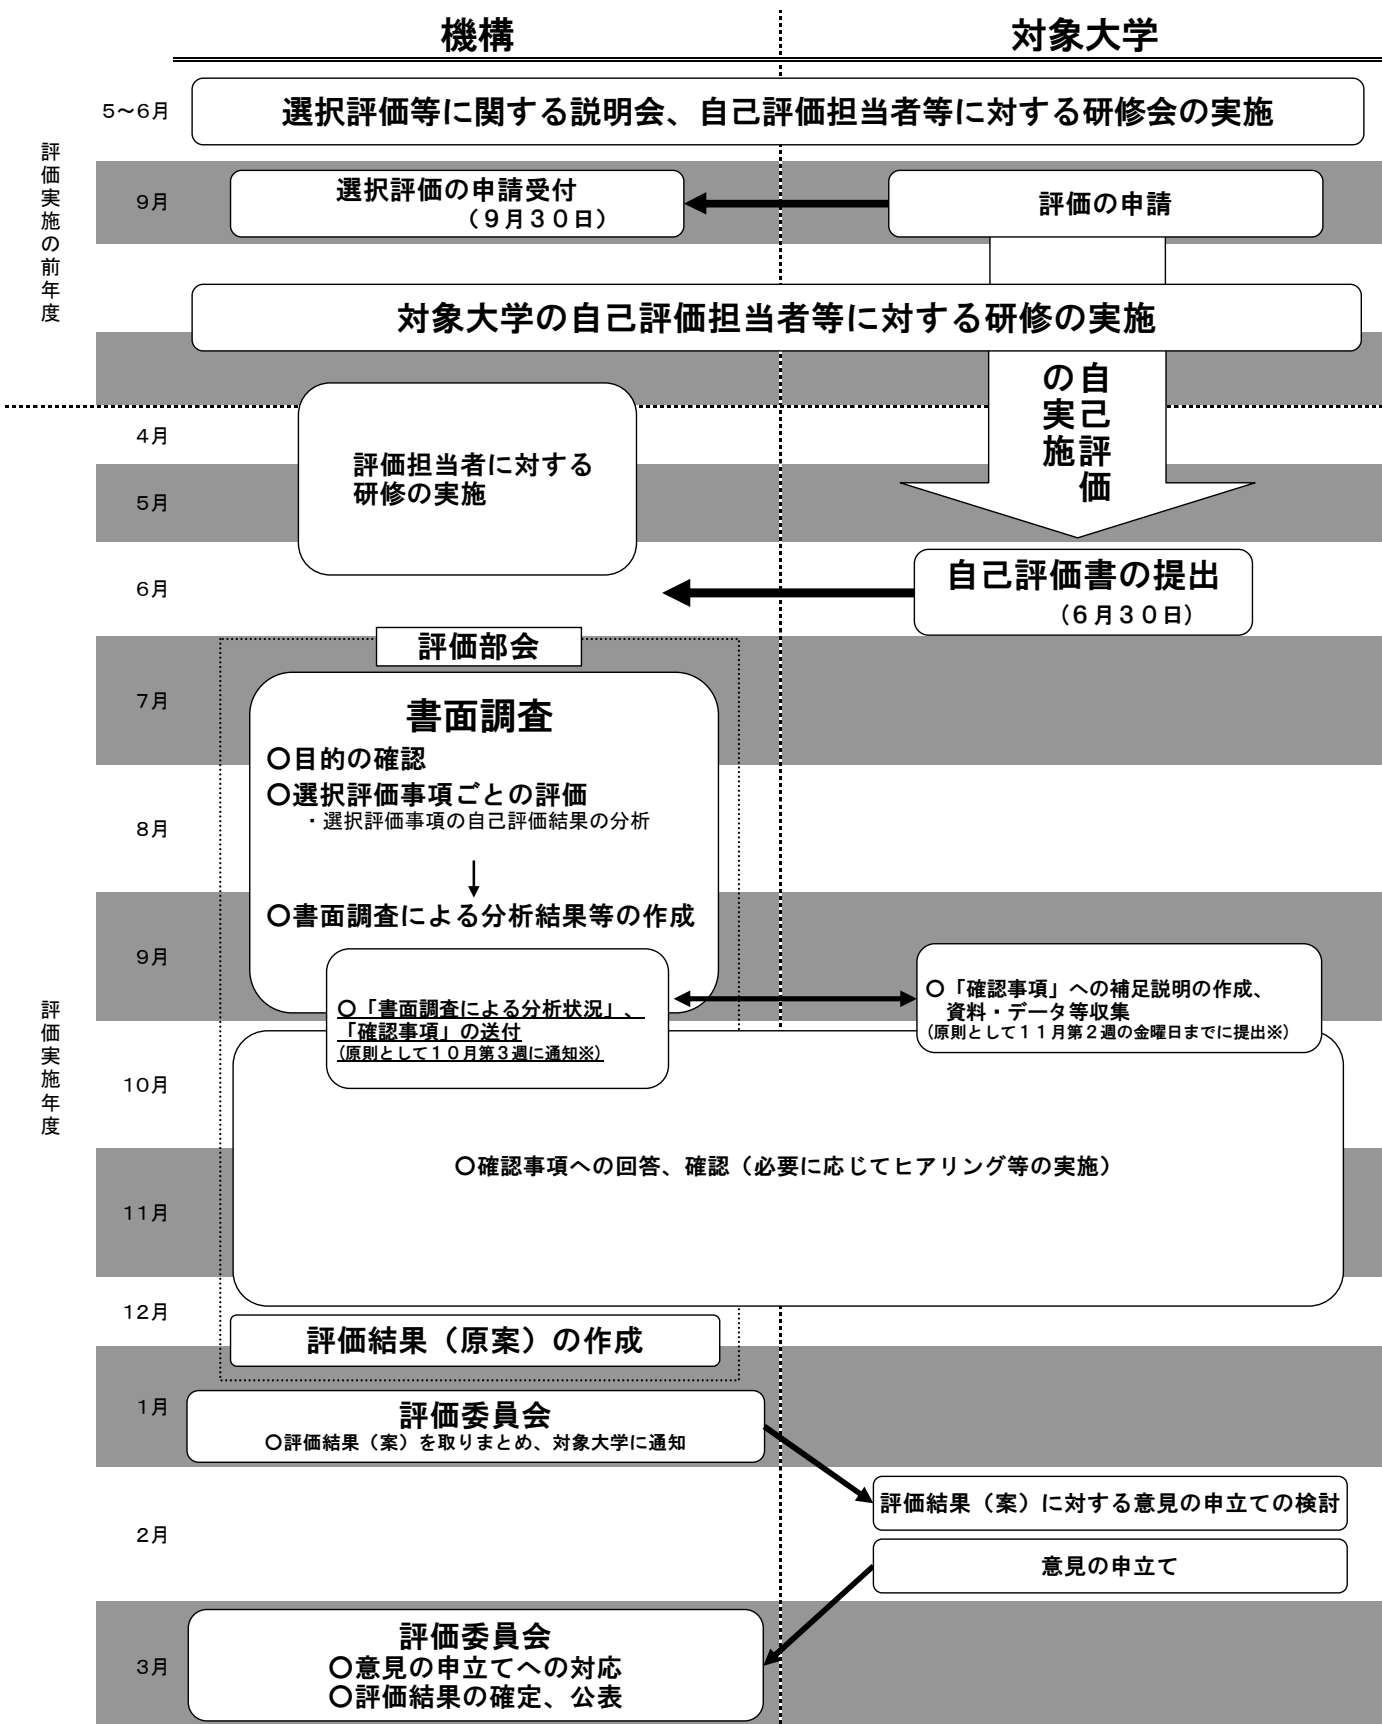 機構
対象大学
評価実施の前年度
5～6月
選択評価等に関する説明会、自己評価担当者等に対する研修会の実施
9月
選択評価の申請受付
（９月３０日）
評価の申請
対象大学の自己評価担当者等に対する研修の実施
自己評価
の実施
評価実施年度
4月
評価担当者に対する
研修の実施
5月
6月
自己評価書の提出
（６月３０日）
評価部会
7月
書面調査
〇目的の確認
〇選択評価事項ごとの評価
・選択評価事項の自己評価結果の分析
8月
↓
〇書面調査による分析結果等の作成
9月
〇「書面調査による分析状況」、
「確認事項」の送付
（原則として１０月第３週に通知※）
〇「確認事項」への補足説明の作成、
資料・データ等収集
（原則として１１月第２週の金曜日までに提出※）
10月
〇確認事項への回答、確認（必要に応じてヒアリング等の実施）
11月
12月
評価結果（原案）の作成
1月
評価委員会
〇評価結果（案）を取りまとめ、対象大学に通知
評価結果（案）に対する意見の申立ての検討
2月
意見の申立て
3月
評価委員会
〇意見の申立てへの対応
〇評価結果の確定、公表